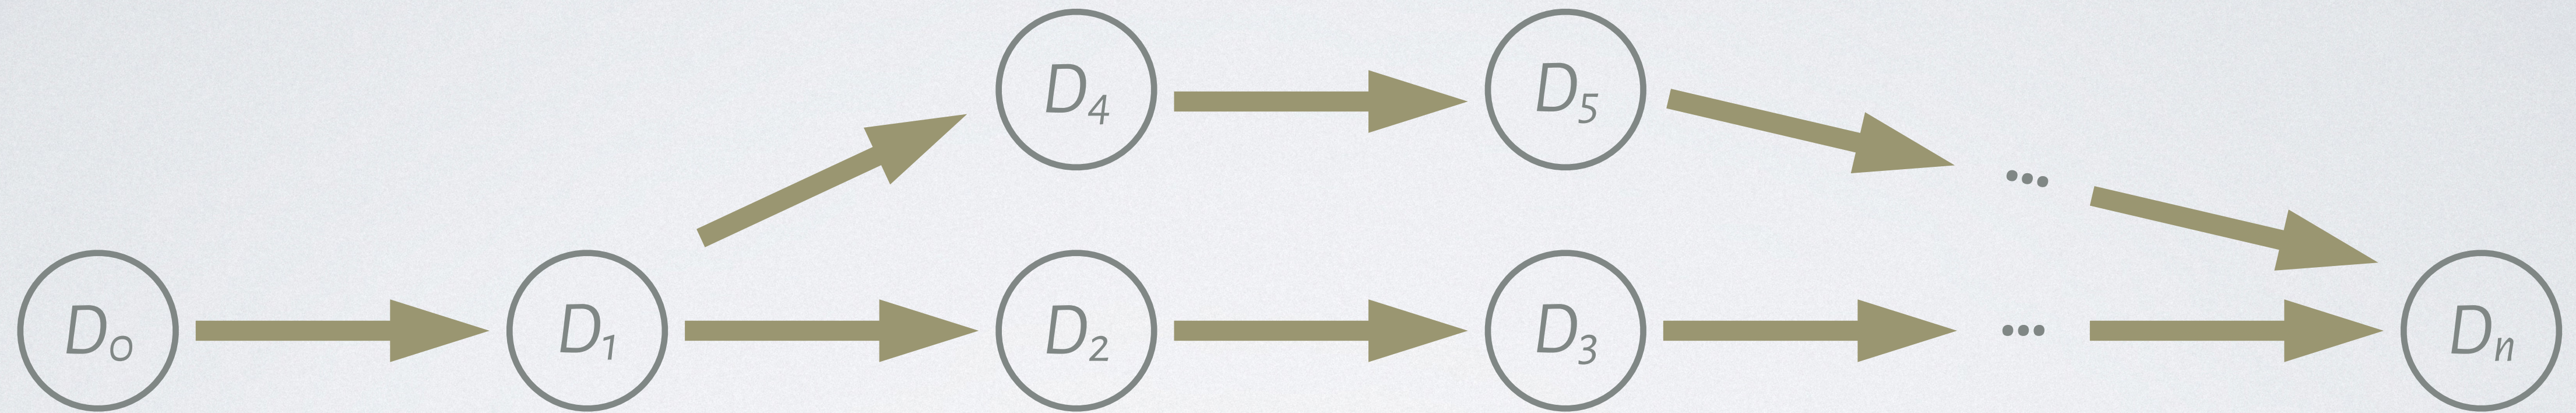 D₄ D₅
...
D₀ D₁ D₂ D₃ ... Dₙ